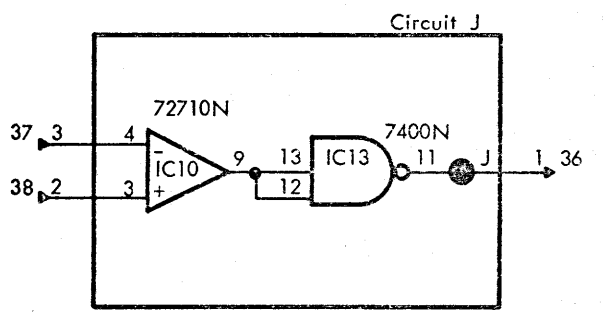 Circuit J
72710N
7400N
37 3 4 − IC10 9 13 IC13 11 J 1 36
12
38 2 3 +